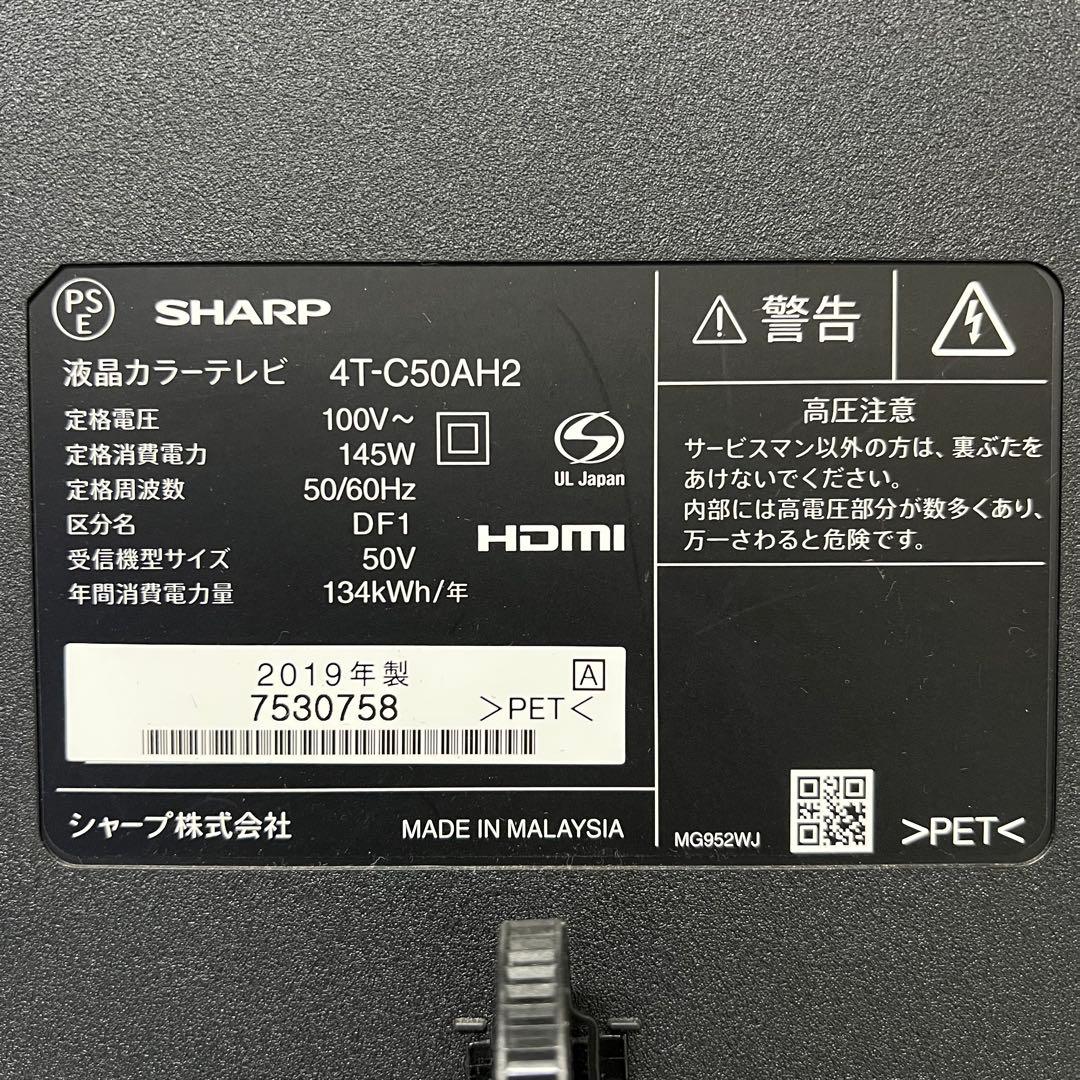 PS
E
SHARP
液晶カラーテレビ 4T-C50AH2
定格電圧 100V～
定格消費電力 145W
定格周波数 50/60Hz
区分名 DF1
受信機型サイズ 50V
年間消費電力量 134kWh/年
S
UL Japan
HDMI
2019年製 A
7530758 >PET<
シャープ株式会社 MADE IN MALAYSIA
警告
高圧注意
サービスマン以外の方は、裏ぶたを
あけないでください。
内部には高電圧部分が数多くあり、
万一さわると危険です。
MG952WJ >PET<